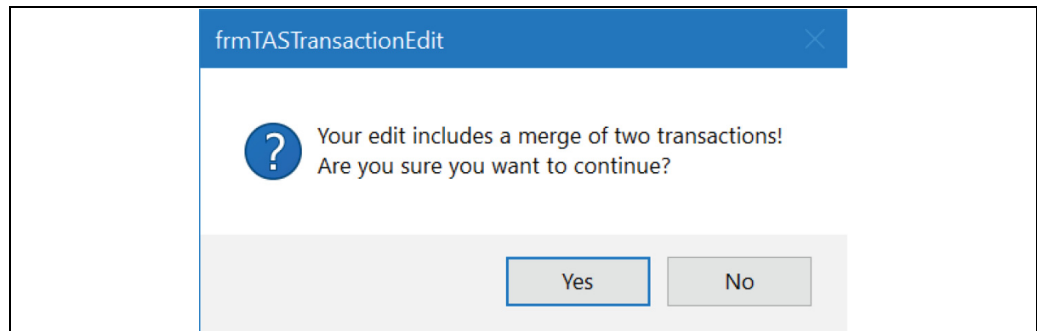 frmTASTransactionEdit
Your edit includes a merge of two transactions!
Are you sure you want to continue?
Yes
No